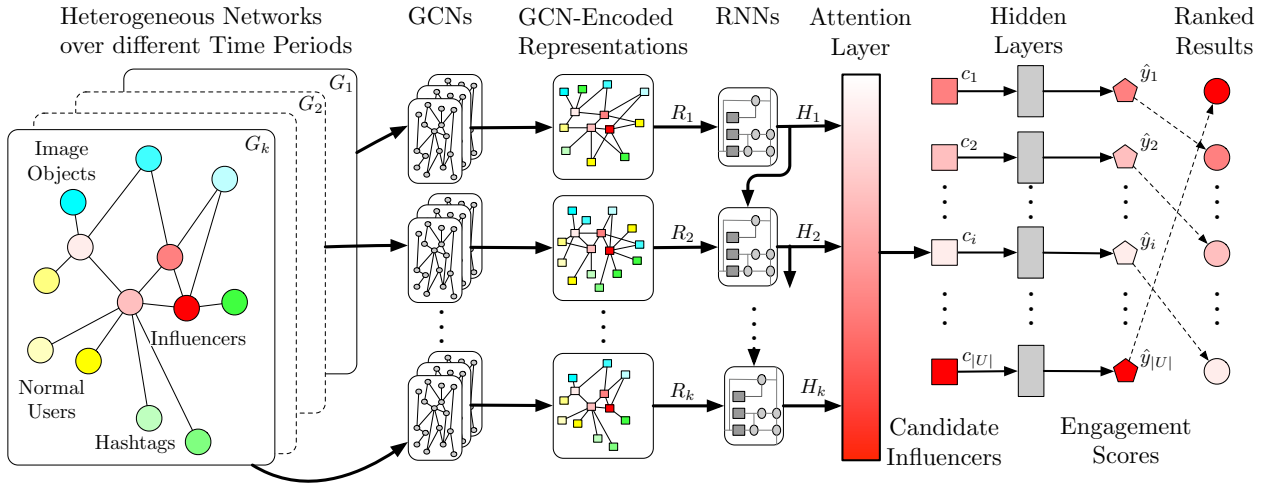 Heterogeneous Networks
over different Time Periods
GCNs
GCN-Encoded
Representations
RNNs
Attention
Layer
Hidden
Layers
Ranked
Results
G₁
G₂
Gₖ
Image
Objects
Influencers
Normal
Users
Hashtags
R₁
R₂
Rₖ
H₁
H₂
Hₖ
c₁
c₂
cᵢ
c|U|
ŷ₁
ŷ₂
ŷᵢ
ŷ|U|
Candidate
Influencers
Engagement
Scores